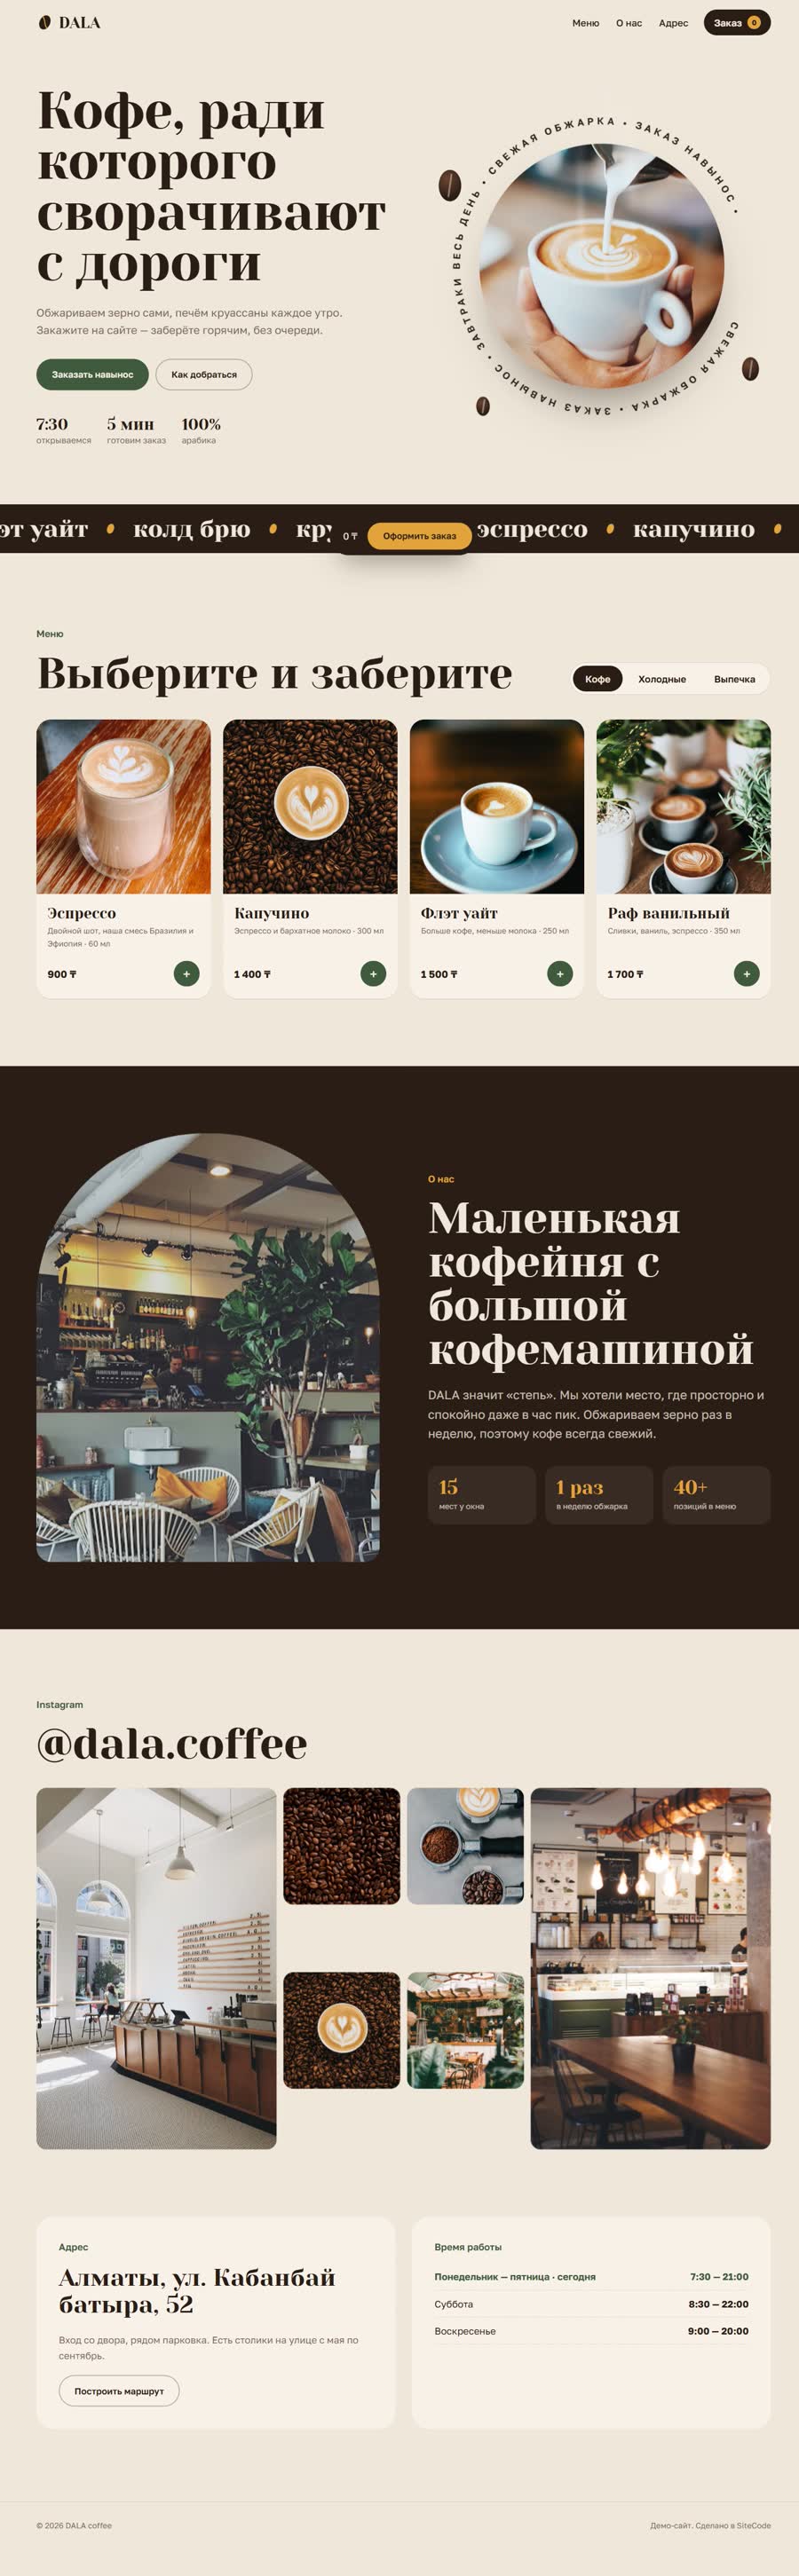 DALA
Меню
О нас
Адрес
Заказ 0
Кофе, ради
которого
сворачивают
с дороги
Обжариваем зерно сами, печём круассаны каждое утро.
Закажите на сайте — заберёте горячим, без очереди.
Заказать навынос
Как добраться
7:30
открываемся
5 мин
готовим заказ
100%
арабика
СВЕЖАЯ ОБЖАРКА • ЗАКАЗ НАВЫНОС • ЗАВТРАКИ ВЕСЬ ДЕНЬ • СВЕЖАЯ ОБЖАРКА • ЗАКАЗ НАВЫНОС •
эт уайт
колд брю
кру
0 ₸
Оформить заказ
эспрессо
капучино
Меню
Выберите и заберите
Кофе
Холодные
Выпечка
Эспрессо
Двойной шот, наша смесь Бразилия и
Эфиопия · 60 мл
900 ₸
+
Капучино
Эспрессо и бархатное молоко · 300 мл
1 400 ₸
+
Флэт уайт
Больше кофе, меньше молока · 250 мл
1 500 ₸
+
Раф ванильный
Сливки, ваниль, эспрессо · 350 мл
1 700 ₸
+
О нас
Маленькая
кофейня с
большой
кофемашиной
DALA значит «степь». Мы хотели место, где просторно и
спокойно даже в час пик. Обжариваем зерно раз в
неделю, поэтому кофе всегда свежий.
15
мест у окна
1 раз
в неделю обжарка
40+
позиций в меню
Instagram
@dala.coffee
Адрес
Алматы, ул. Кабанбай
батыра, 52
Вход со двора, рядом парковка. Есть столики на улице с мая по
сентябрь.
Построить маршрут
Время работы
Понедельник — пятница · сегодня 7:30 — 21:00
Суббота 8:30 — 22:00
Воскресенье 9:00 — 20:00
© 2026 DALA coffee
Демо-сайт. Сделано в SiteCode